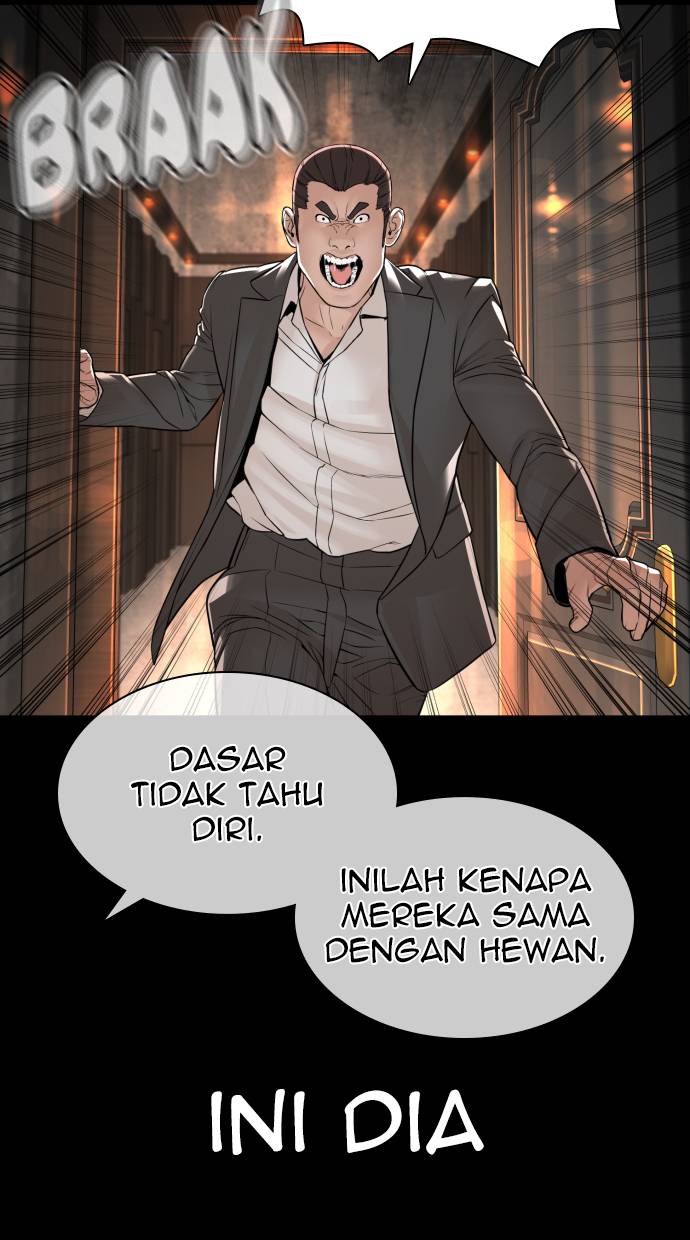 BRAAK
DASAR
TIDAK TAHU
DIRI.
INILAH KENAPA
MEREKA SAMA
DENGAN HEWAN.
INI DIA